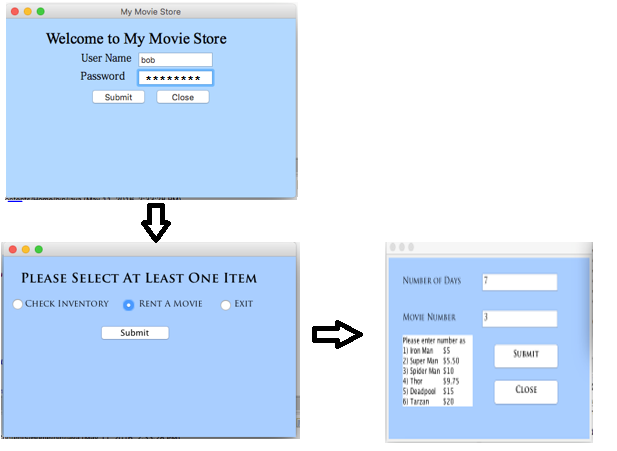 My Movie Store
Welcome to My Movie Store
User Name bob
Password ********
Submit Close
PLEASE SELECT AT LEAST ONE ITEM
CHECK INVENTORY RENT A MOVIE EXIT
Submit
NUMBER OF DAYS 7
MOVIE NUMBER 3
Please enter number as
1) Iron Man $5
2) Super Man $5.50
3) Spider Man $10
4) Thor $9.75
5) Deadpool $15
6) Tarzan $20
SUBMIT
CLOSE